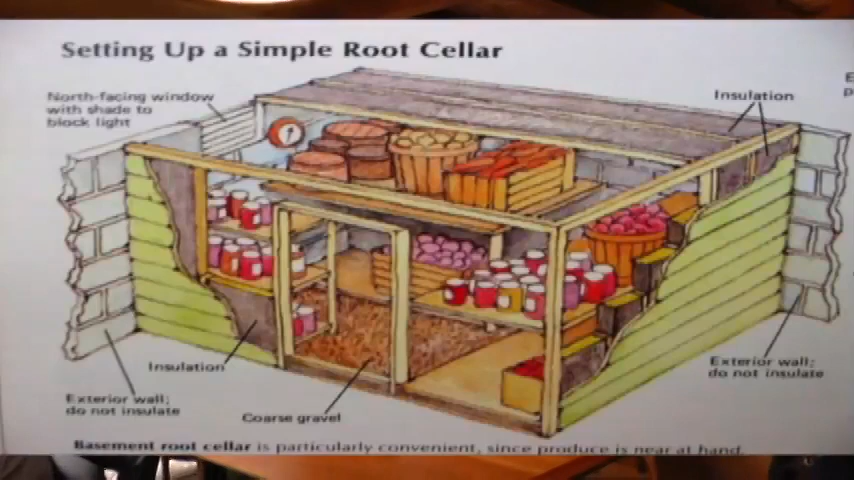 Setting Up a Simple Root Cellar
North-facing window
with shade to
block light
Insulation
Insulation
Exterior wall;
do not insulate
Coarse gravel
Exterior wall;
do not insulate
Basement root cellar is particularly convenient, since produce is near at hand.